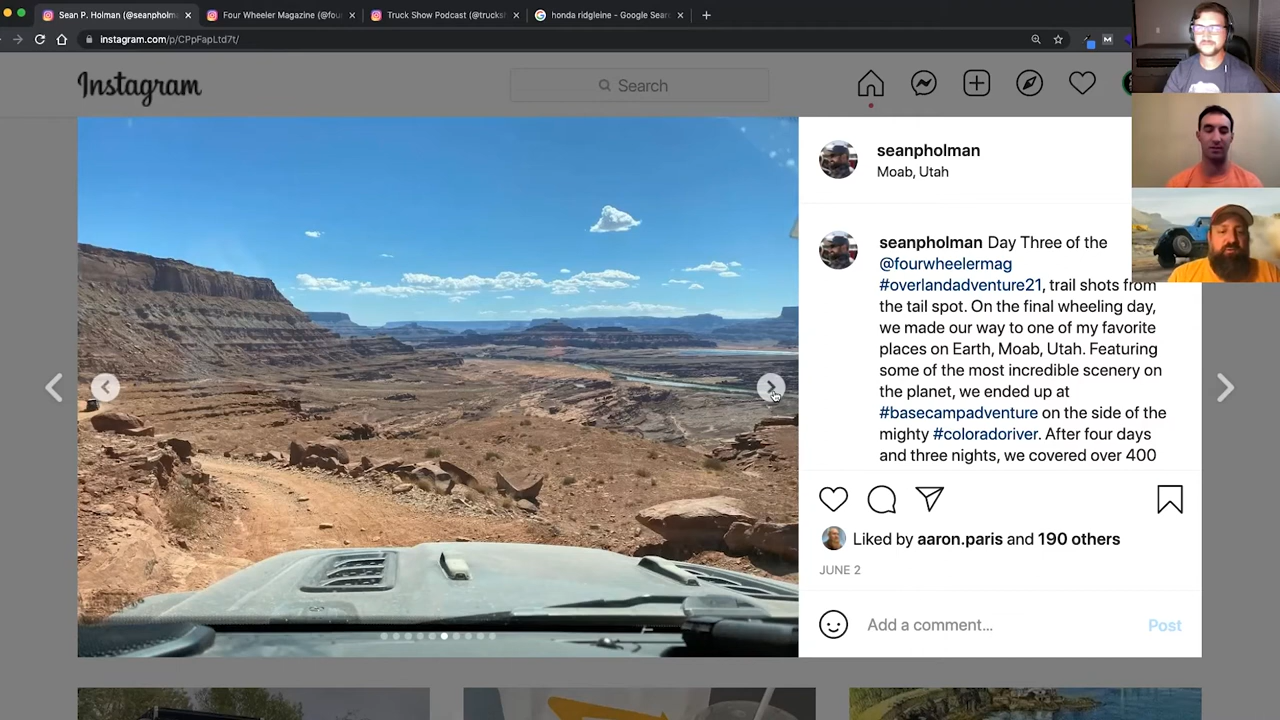 Sean P. Holman (@seanpholm
Four Wheeler Magazine (@fou
Truck Show Podcast (@trucks
honda ridgleine - Google Sear
instagram.com/p/CPpFapLtd7t/
Instagram
Search
seanpholman
Moab, Utah
seanpholman Day Three of the
@fourwheelermag
#overlandadventure21, trail shots from
the tail spot. On the final wheeling day,
we made our way to one of my favorite
places on Earth, Moab, Utah. Featuring
some of the most incredible scenery on
the planet, we ended up at
#basecampadventure on the side of the
mighty #coloradoriver. After four days
and three nights, we covered over 400
Liked by aaron.paris and 190 others
JUNE 2
Add a comment...
Post